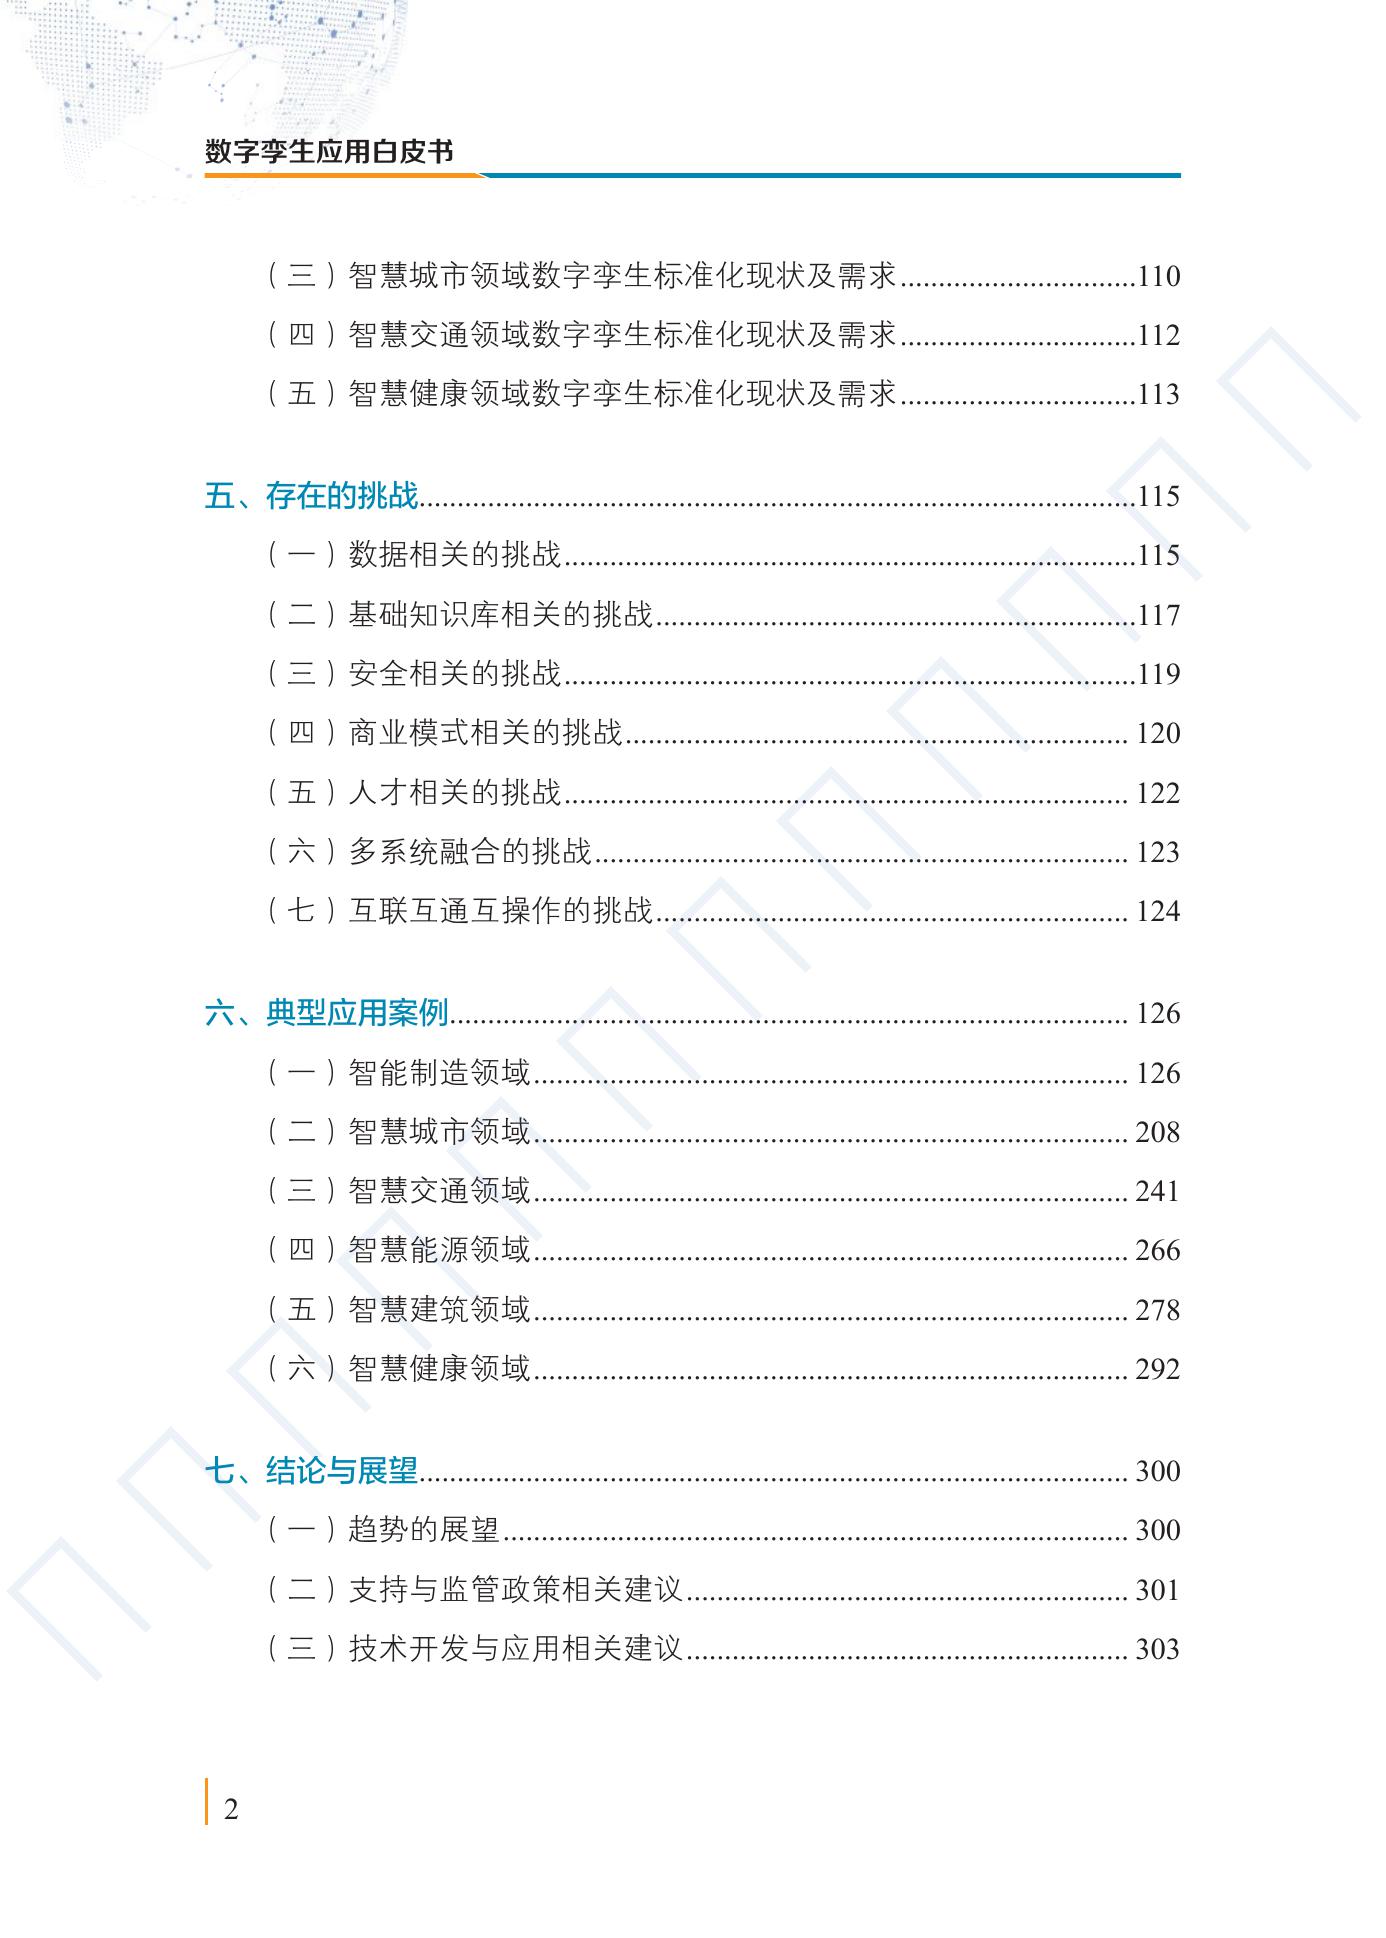 数字孪生应用白皮书
（三）智慧城市领域数字孪生标准化现状及需求...............................110
（四）智慧交通领域数字孪生标准化现状及需求...............................112
（五）智慧健康领域数字孪生标准化现状及需求...............................113
五、存在的挑战...............................................................................................115
（一）数据相关的挑战...........................................................................115
（二）基础知识库相关的挑战...............................................................117
（三）安全相关的挑战...........................................................................119
（四）商业模式相关的挑战.................................................................. 120
（五）人才相关的挑战.......................................................................... 122
（六）多系统融合的挑战...................................................................... 123
（七）互联互通互操作的挑战.............................................................. 124
六、典型应用案例......................................................................................... 126
（一）智能制造领域.............................................................................. 126
（二）智慧城市领域.............................................................................. 208
（三）智慧交通领域.............................................................................. 241
（四）智慧能源领域.............................................................................. 266
（五）智慧建筑领域.............................................................................. 278
（六）智慧健康领域.............................................................................. 292
七、结论与展望............................................................................................. 300
（一）趋势的展望.................................................................................. 300
（二）支持与监管政策相关建议.......................................................... 301
（三）技术开发与应用相关建议.......................................................... 303
2